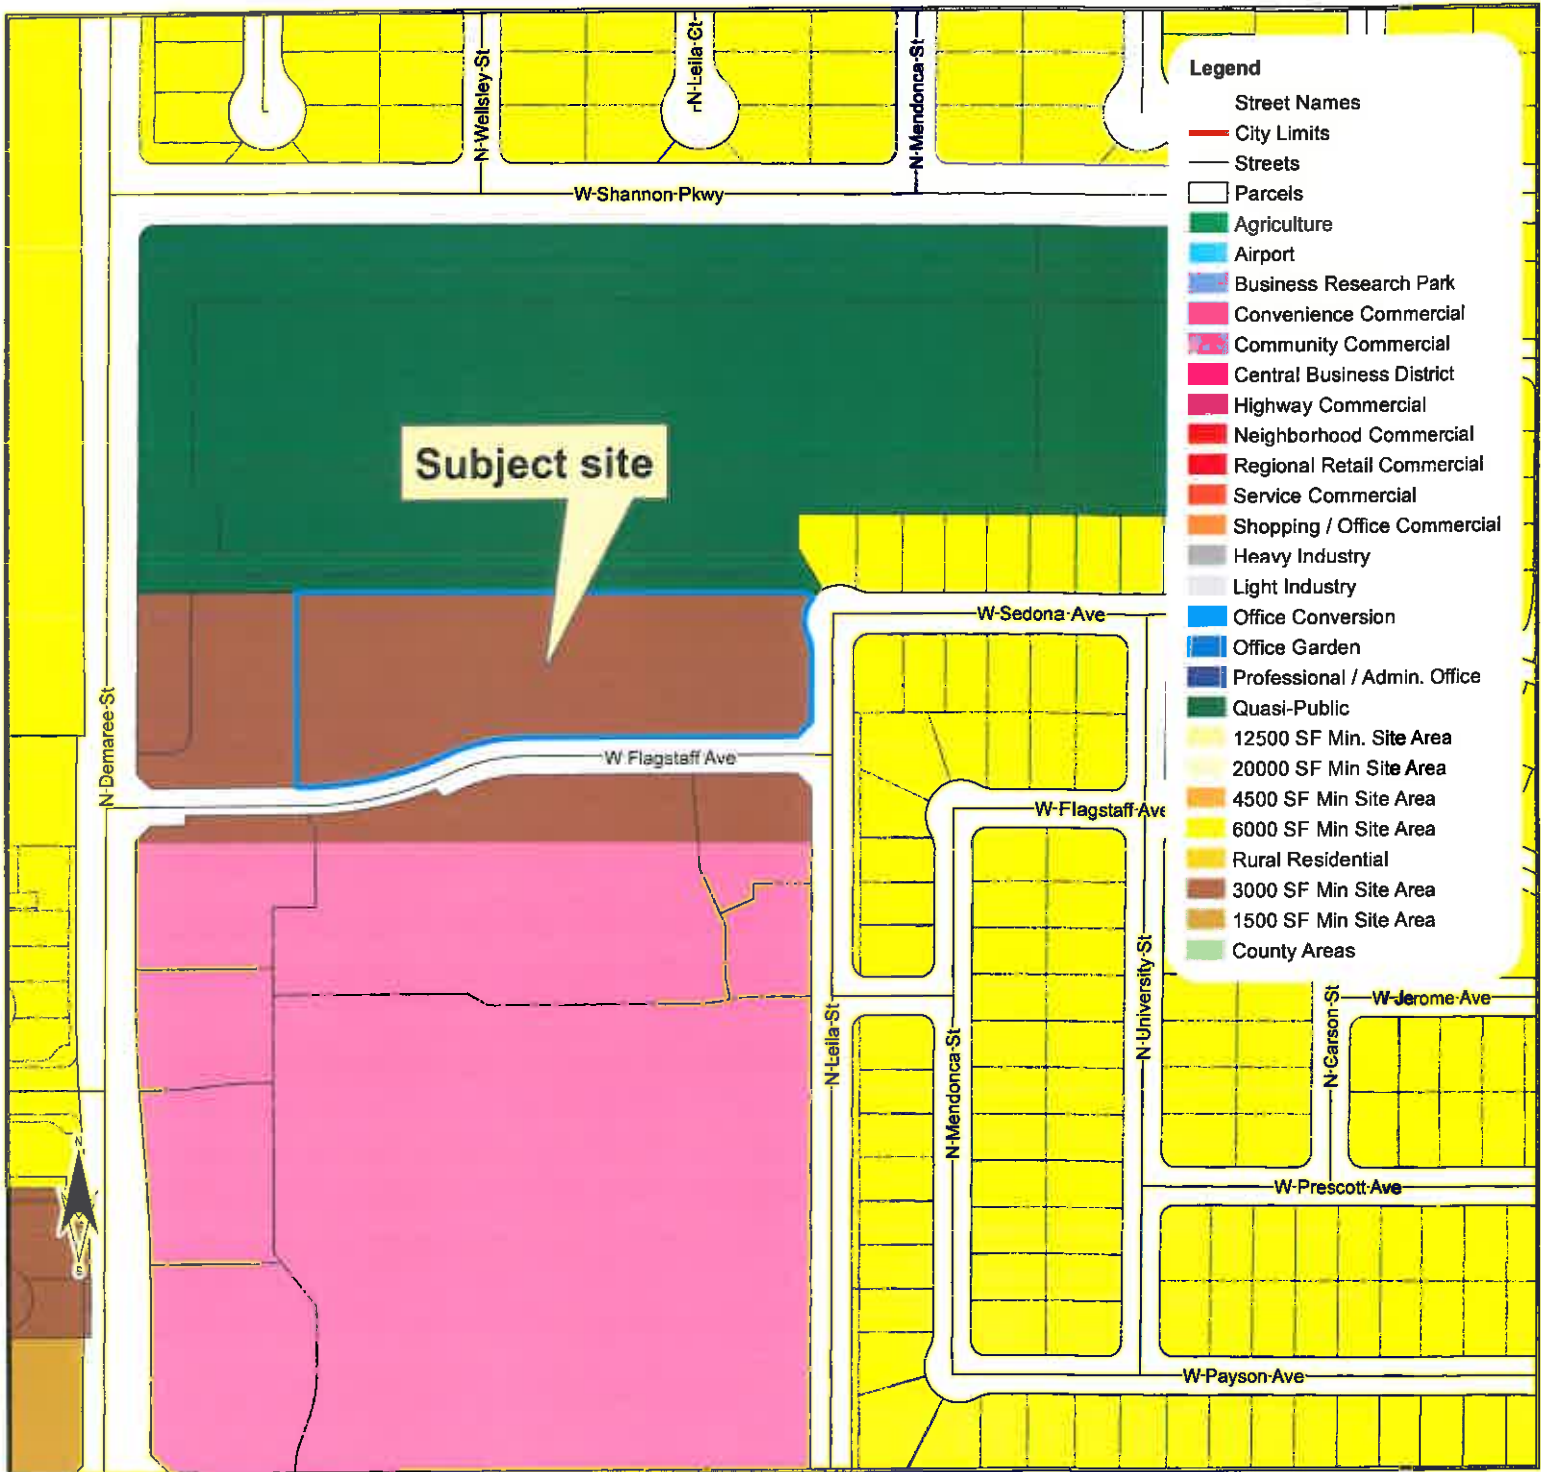 N Wellsley St
N Leila Ct
N Mendonca St
W Shannon Pkwy
Legend
Street Names
City Limits
Streets
Parcels
Agriculture
Airport
Business Research Park
Convenience Commercial
Community Commercial
Central Business District
Highway Commercial
Neighborhood Commercial
Regional Retail Commercial
Service Commercial
Shopping / Office Commercial
Heavy Industry
Light Industry
Office Conversion
Office Garden
Professional / Admin. Office
Quasi-Public
12500 SF Min. Site Area
20000 SF Min Site Area
4500 SF Min Site Area
6000 SF Min Site Area
Rural Residential
3000 SF Min Site Area
1500 SF Min Site Area
County Areas
Subject site
W Sedona Ave
N Demaree St
W Flagstaff Ave
W Flagstaff Ave
N University St
N Leila St
N Mendonca St
N Carson St
W Jerome Ave
N
W Prescott Ave
W Payson Ave